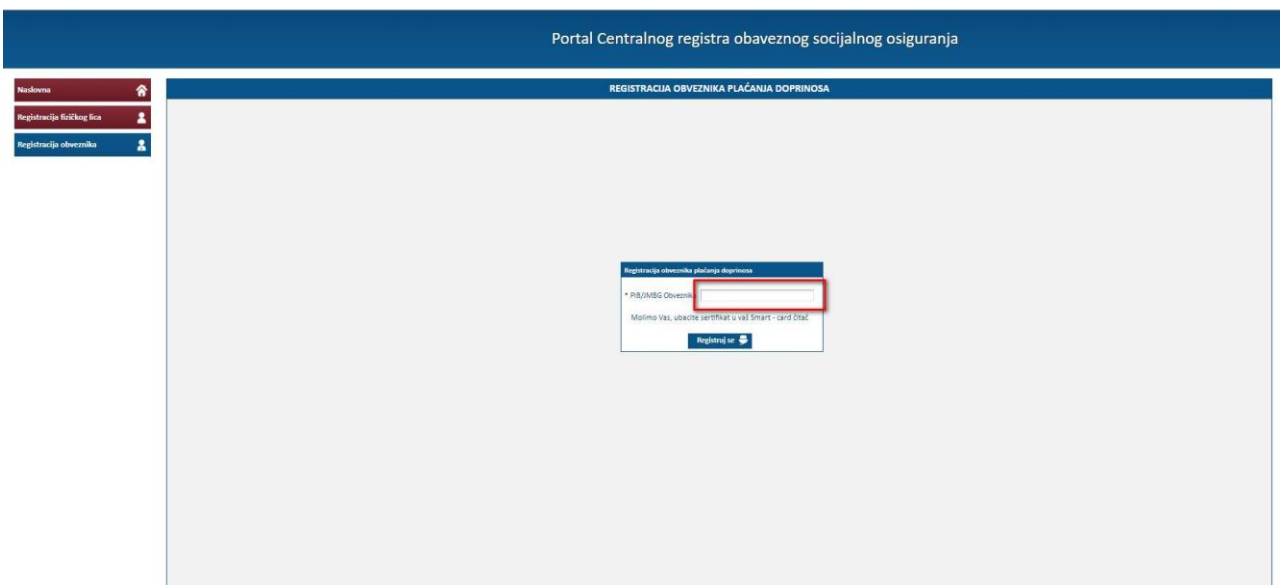 Portal Centralnog registra obaveznog socijalnog osiguranja
Naslovna
Registracija fizičkog lica
Registracija obveznika
REGISTRACIJA OBVEZNIKA PLAĆANJA DOPRINOSA
Registracija obveznika plaćanja doprinosa
* PIB/JMBG Obveznika
Molimo Vas, ubacite sertifikat u vaš Smart - card čitač
Registruj se